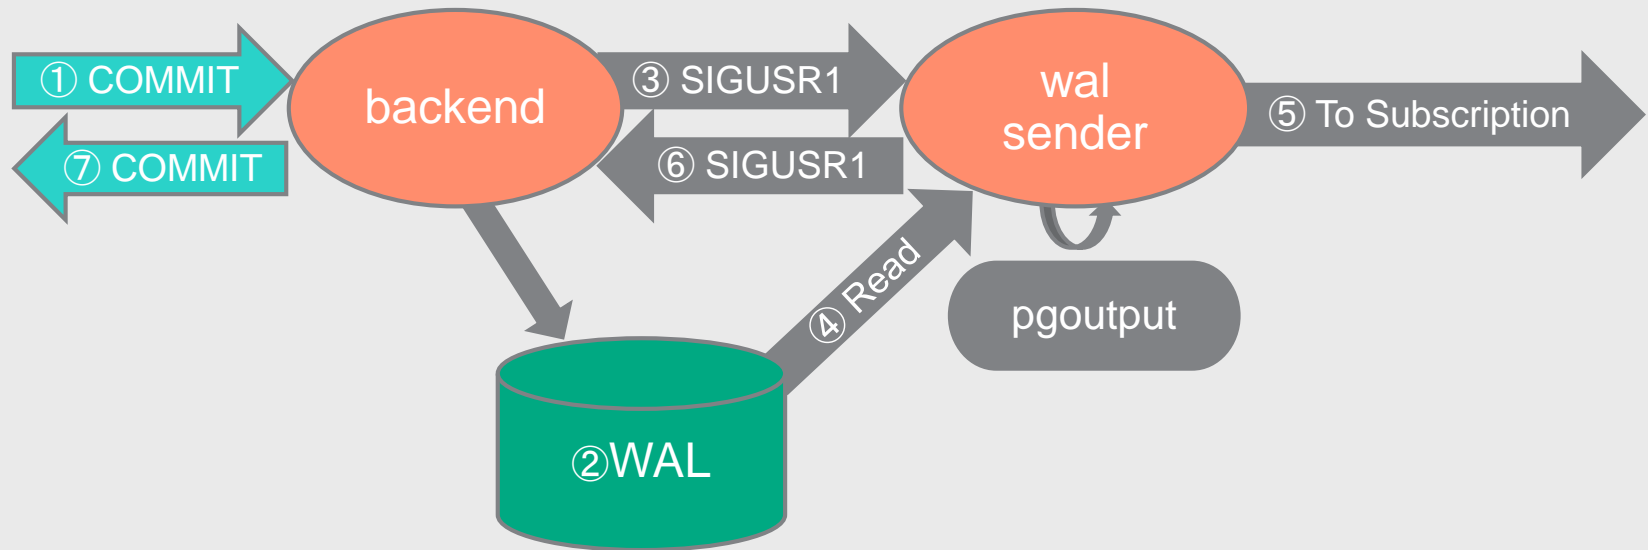 ① COMMIT
backend
③ SIGUSR1
wal
sender
⑤ To Subscription
⑦ COMMIT
⑥ SIGUSR1
④ Read
pgoutput
②WAL